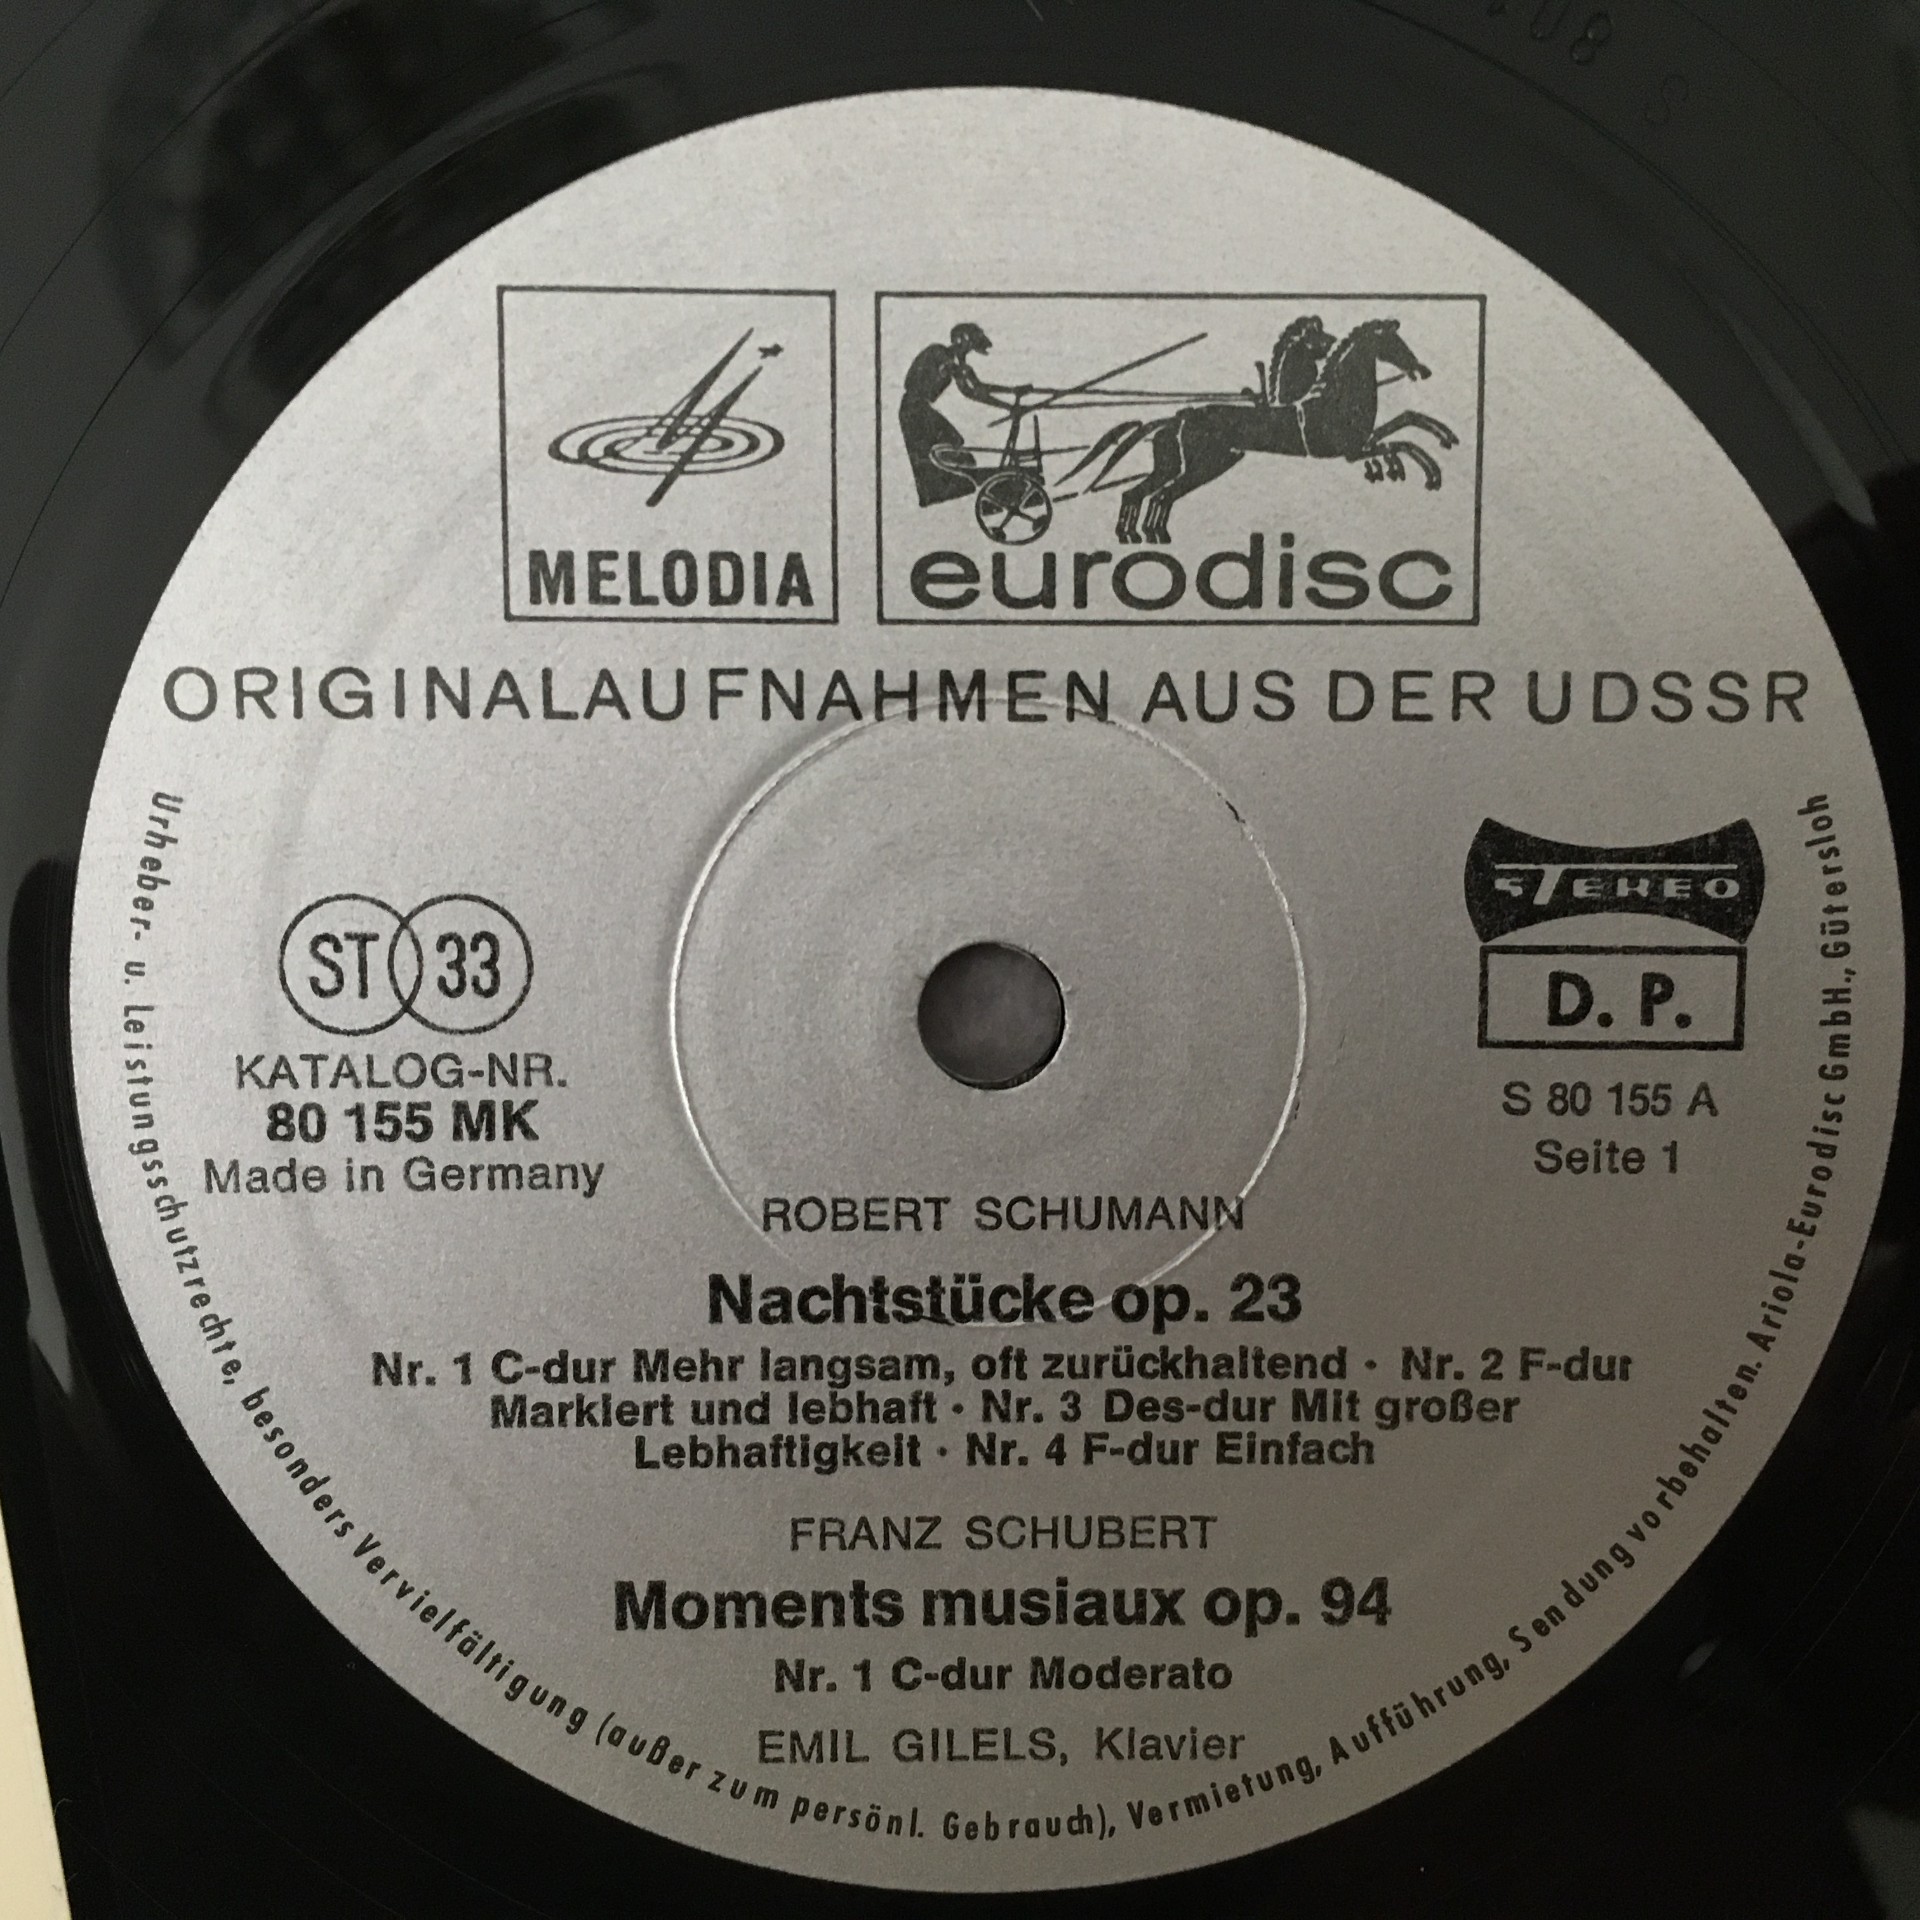 MELODIA
eurodisc
ORIGINALAUFNAHMEN AUS DER UDSSR
ST 33
KATALOG-NR.
80 155 MK
Made in Germany
STEREO
D. P.
S 80 155 A
Seite 1
ROBERT SCHUMANN
Nachtstücke op. 23
Nr. 1 C-dur Mehr langsam, oft zurückhaltend · Nr. 2 F-dur
Markiert und lebhaft · Nr. 3 Des-dur Mit großer
Lebhaftigkeit · Nr. 4 F-dur Einfach
FRANZ SCHUBERT
Moments musiaux op. 94
Nr. 1 C-dur Moderato
EMIL GILELS, Klavier
Urheber- u. Leistungsschutzrechte, besonders Vervielfältigung (außer zum persönl. Gebrauch), Vermietung, Aufführung, Sendung vorbehalten. Ariola-Eurodisc GmbH., Gütersloh